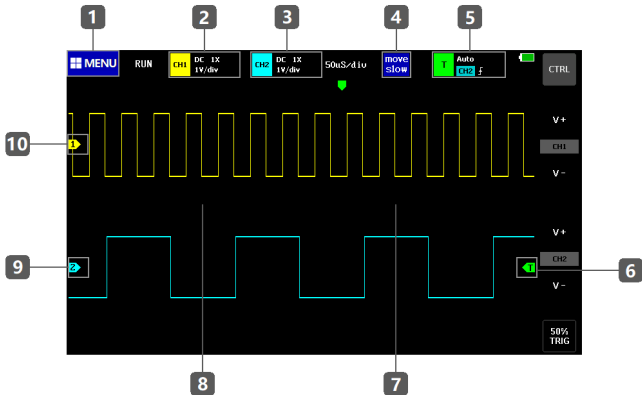 1 2 3 4 5
MENU RUN CH1 DC 1X 1V/div CH2 DC 1X 1V/div 50uS/div move slow T Auto CH2 CTRL
V+
10 1 CH1
V-
V+
9 2 CH2 T 6
V-
50% TRIG
8 7